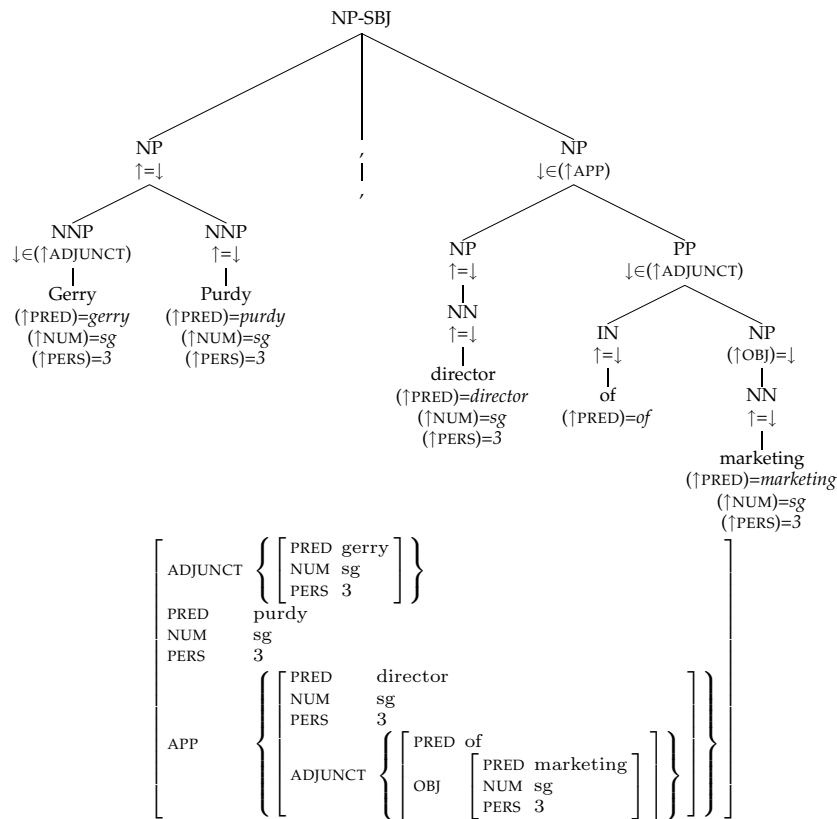 NP-SBJ
NP , NP
↑=↓ ↓∈(↑APP)
,
NNP NNP NP PP
↓∈(↑ADJUNCT) ↑=↓ ↑=↓ ↓∈(↑ADJUNCT)
Gerry Purdy NN IN NP
(↑PRED)=gerry (↑PRED)=purdy ↑=↓ ↑=↓ (↑OBJ)=↓
(↑NUM)=sg (↑NUM)=sg
(↑PERS)=3 (↑PERS)=3
director of NN
(↑PRED)=director (↑PRED)=of ↑=↓
(↑NUM)=sg
(↑PERS)=3
marketing
(↑PRED)=marketing
(↑NUM)=sg
(↑PERS)=3
PRED gerry
ADJUNCT NUM sg
PERS 3
PRED purdy
NUM sg
PERS 3
PRED director
NUM sg
PERS 3
APP
PRED of
ADJUNCT
PRED marketing
OBJ NUM sg
PERS 3